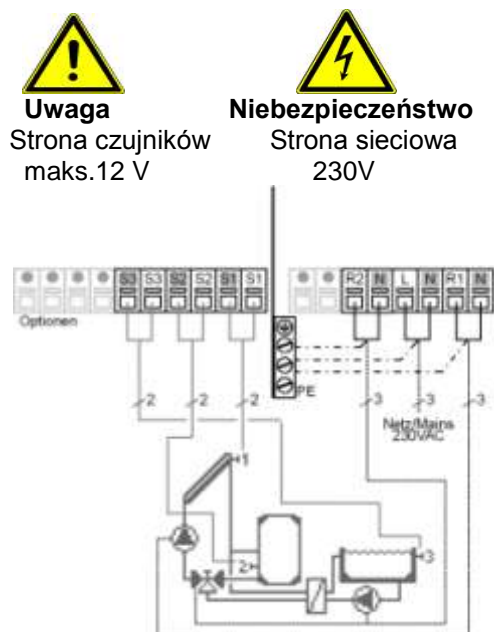 Uwaga
Strona czujników
maks.12 V
Niebezpieczeństwo
Strona sieciowa
230V
S3 S3 S2 S2 S1 S1
R2 N L N R1 N
Optionen
PE
2 2 2 3 3 3
Netz/Mains
230VAC
1
2
3